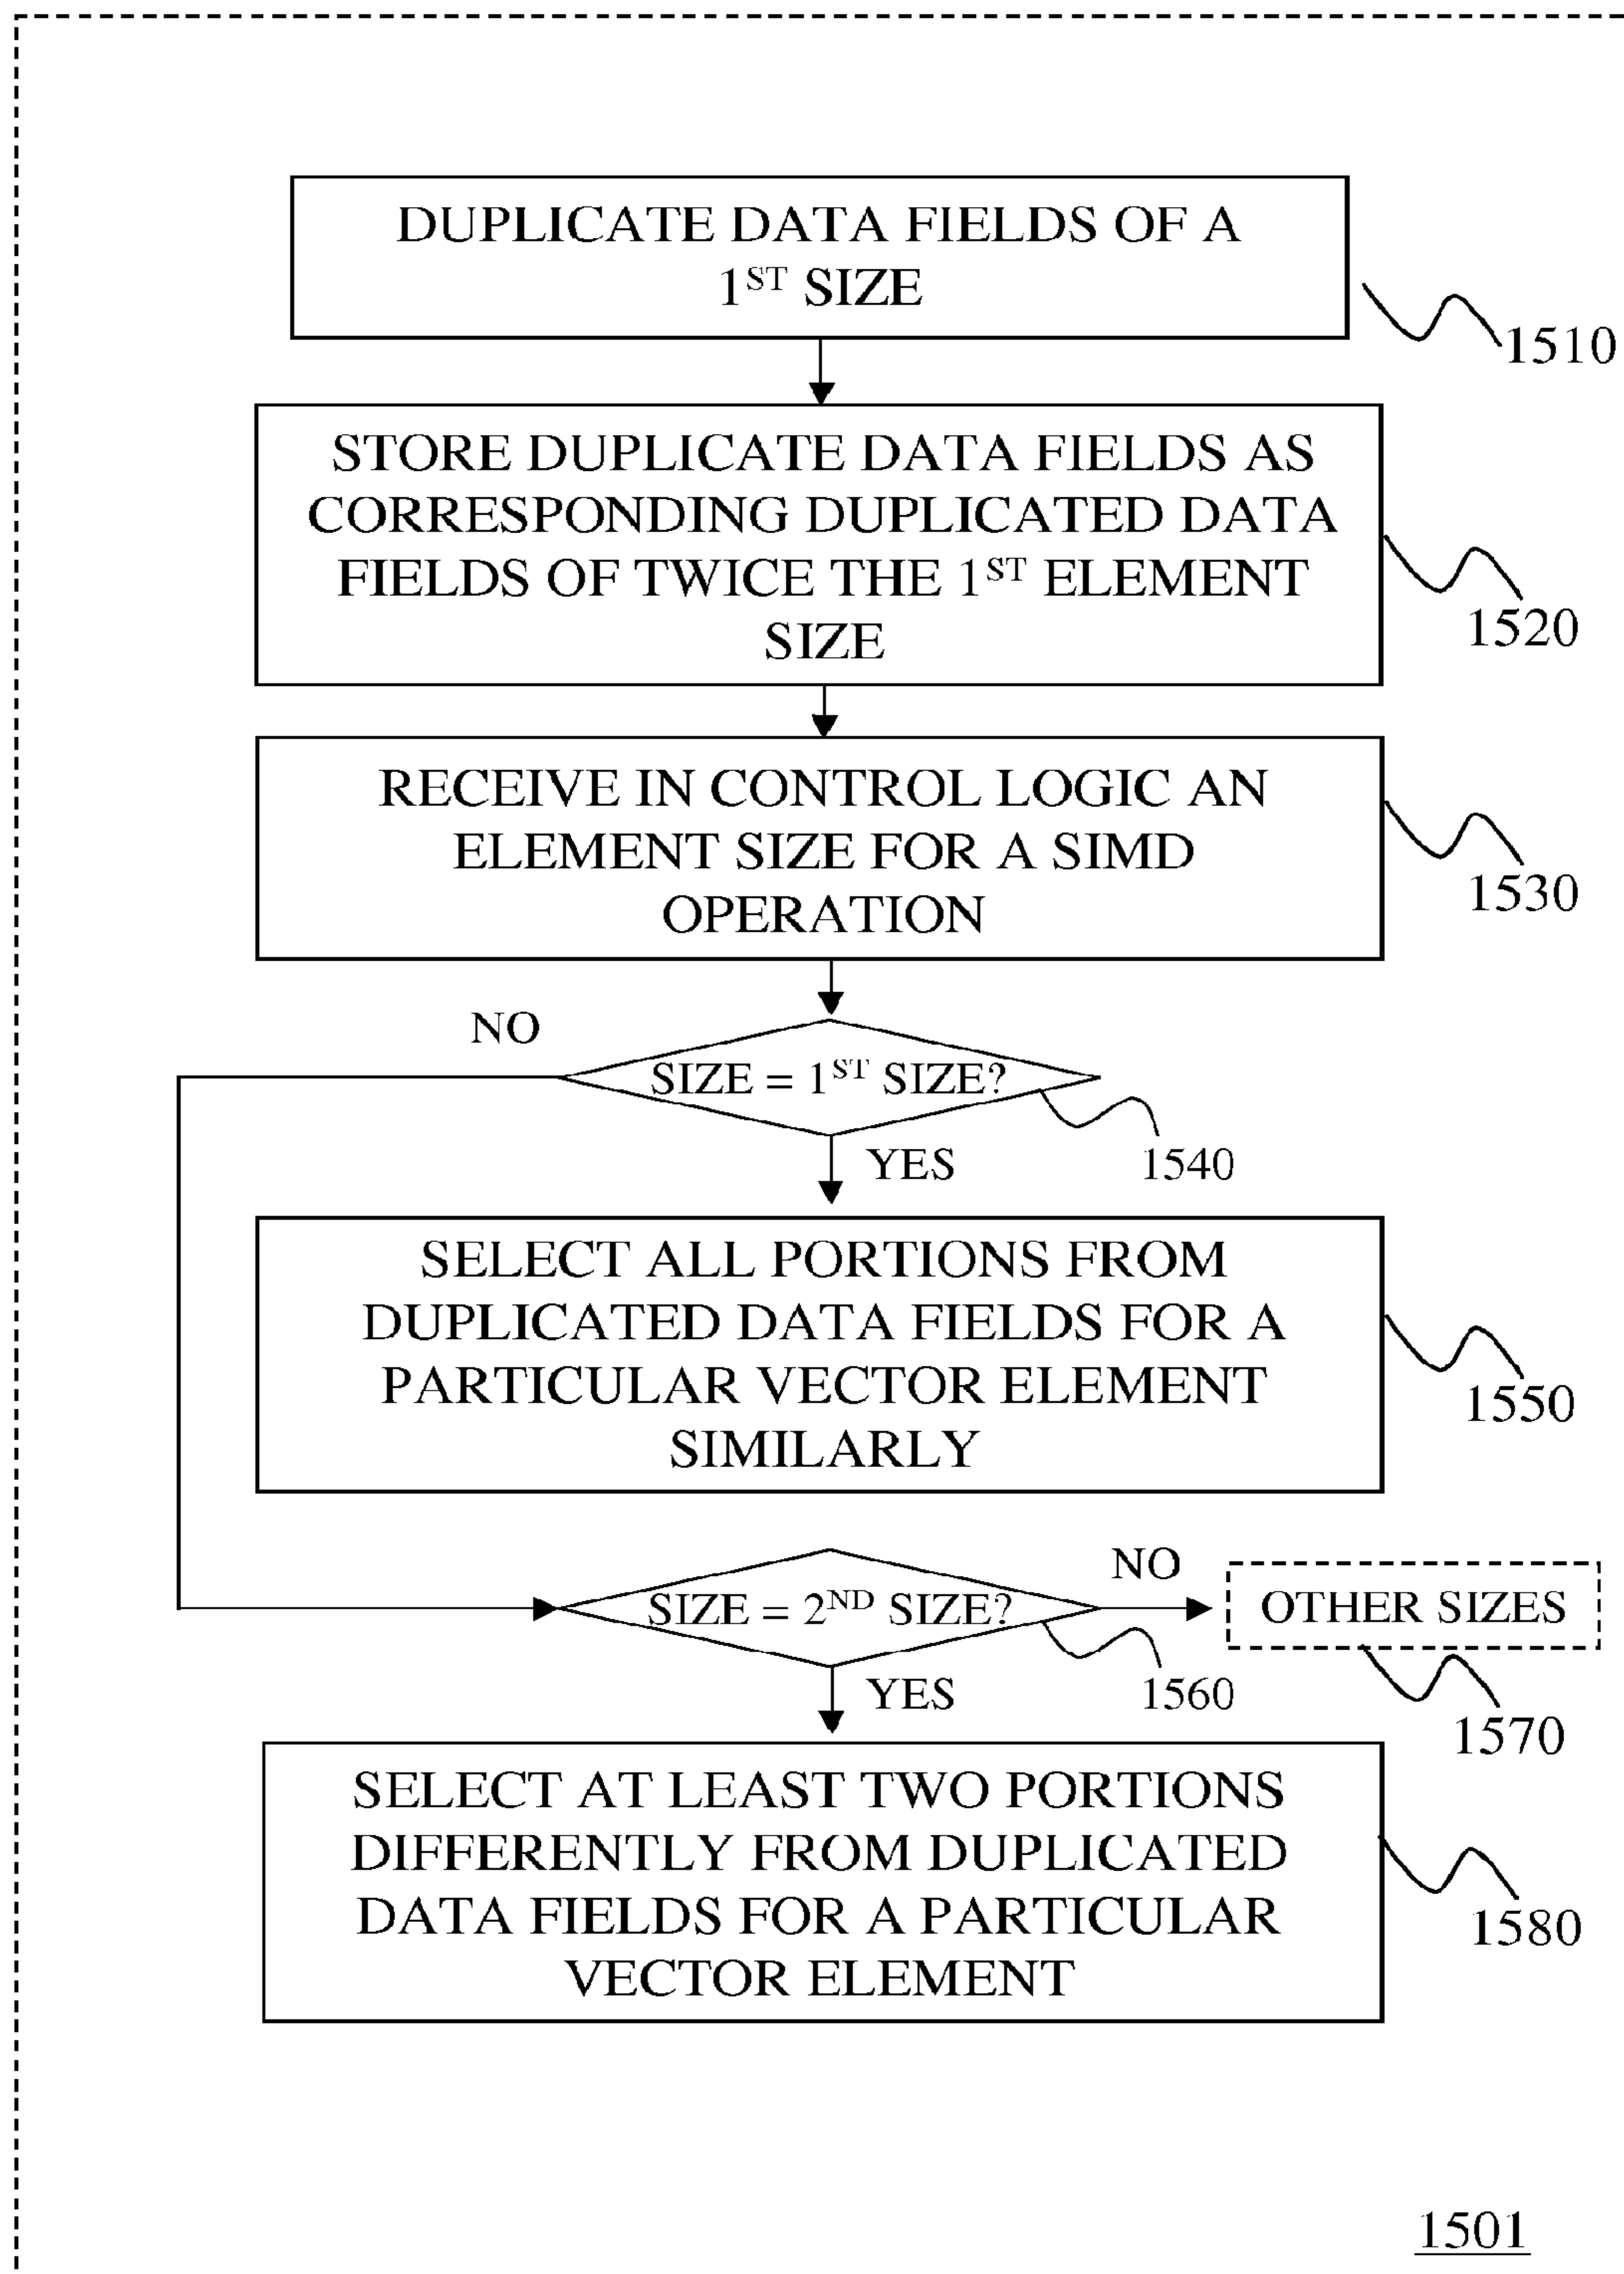 DUPLICATE DATA FIELDS OF A
1ST SIZE
1510
STORE DUPLICATE DATA FIELDS AS
CORRESPONDING DUPLICATED DATA
FIELDS OF TWICE THE 1ST ELEMENT
SIZE
1520
RECEIVE IN CONTROL LOGIC AN
ELEMENT SIZE FOR A SIMD
OPERATION
1530
NO
SIZE = 1ST SIZE?
YES
1540
SELECT ALL PORTIONS FROM
DUPLICATED DATA FIELDS FOR A
PARTICULAR VECTOR ELEMENT
SIMILARLY
1550
NO
SIZE = 2ND SIZE?
OTHER SIZES
YES
1560
1570
SELECT AT LEAST TWO PORTIONS
DIFFERENTLY FROM DUPLICATED
DATA FIELDS FOR A PARTICULAR
VECTOR ELEMENT
1580
1501